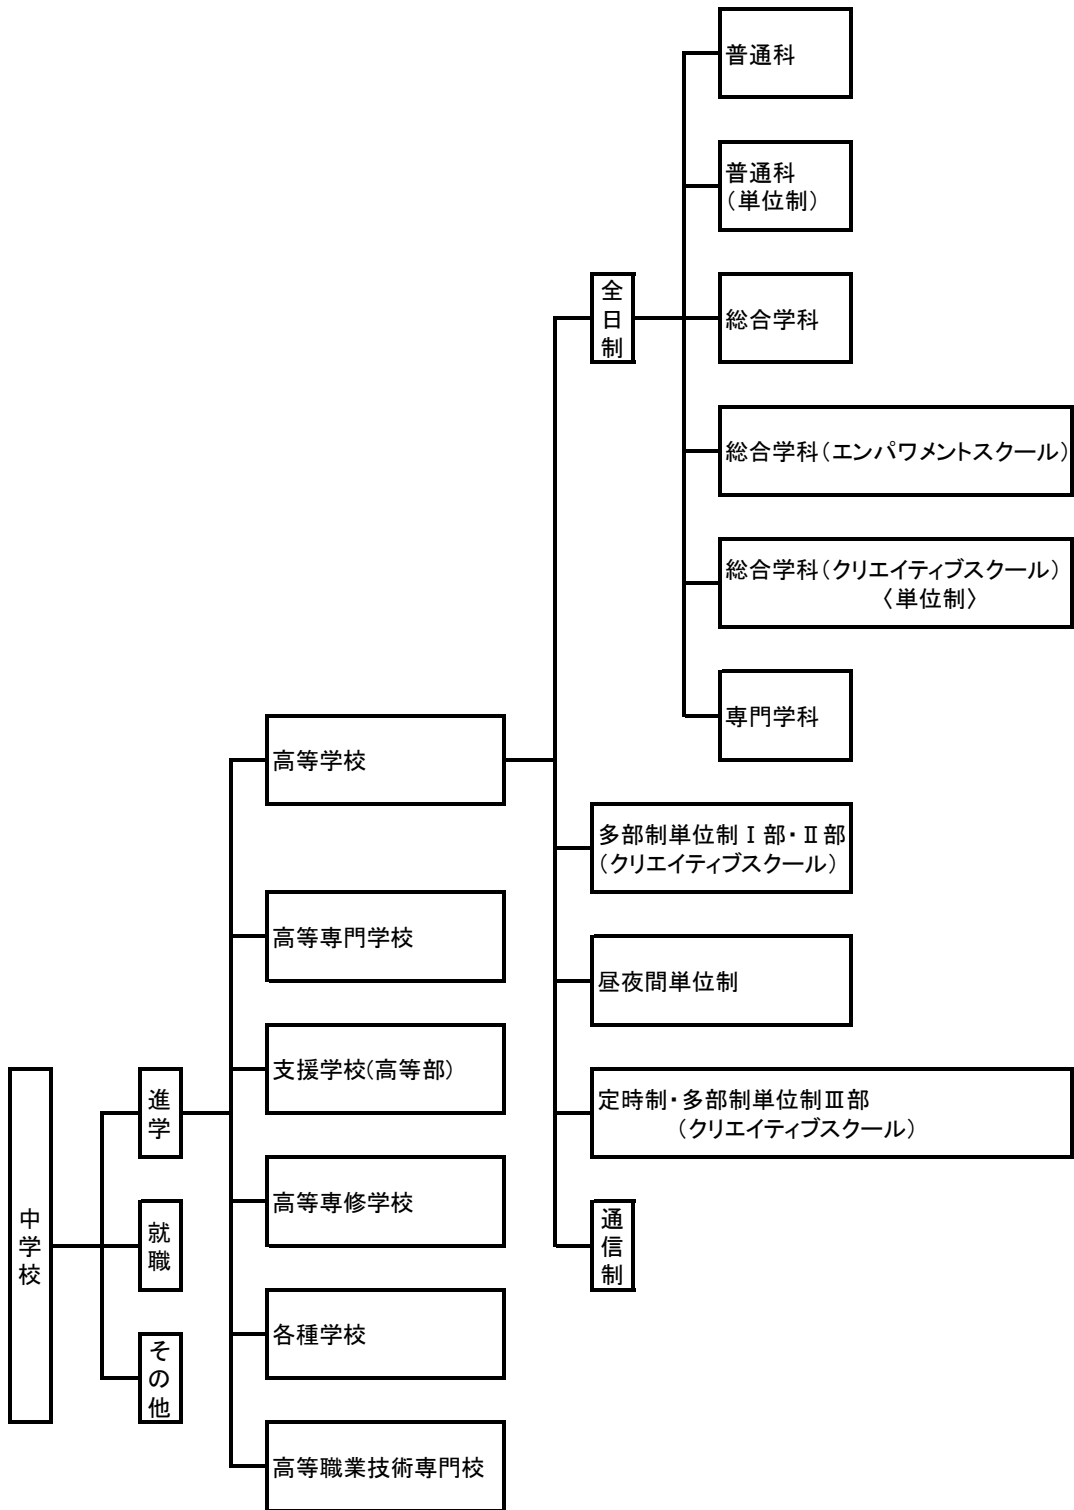 普通科
普通科
（単位制）
総合学科
総合学科（エンパワメントスクール）
総合学科（クリエイティブスクール）
〈単位制〉
専門学科
全日制
高等学校
多部制単位制Ⅰ部・Ⅱ部
（クリエイティブスクール）
高等専門学校
昼夜間単位制
支援学校(高等部)
定時制・多部制単位制Ⅲ部
（クリエイティブスクール）
進学
高等専修学校
通信制
中学校
就職
各種学校
その他
高等職業技術専門校